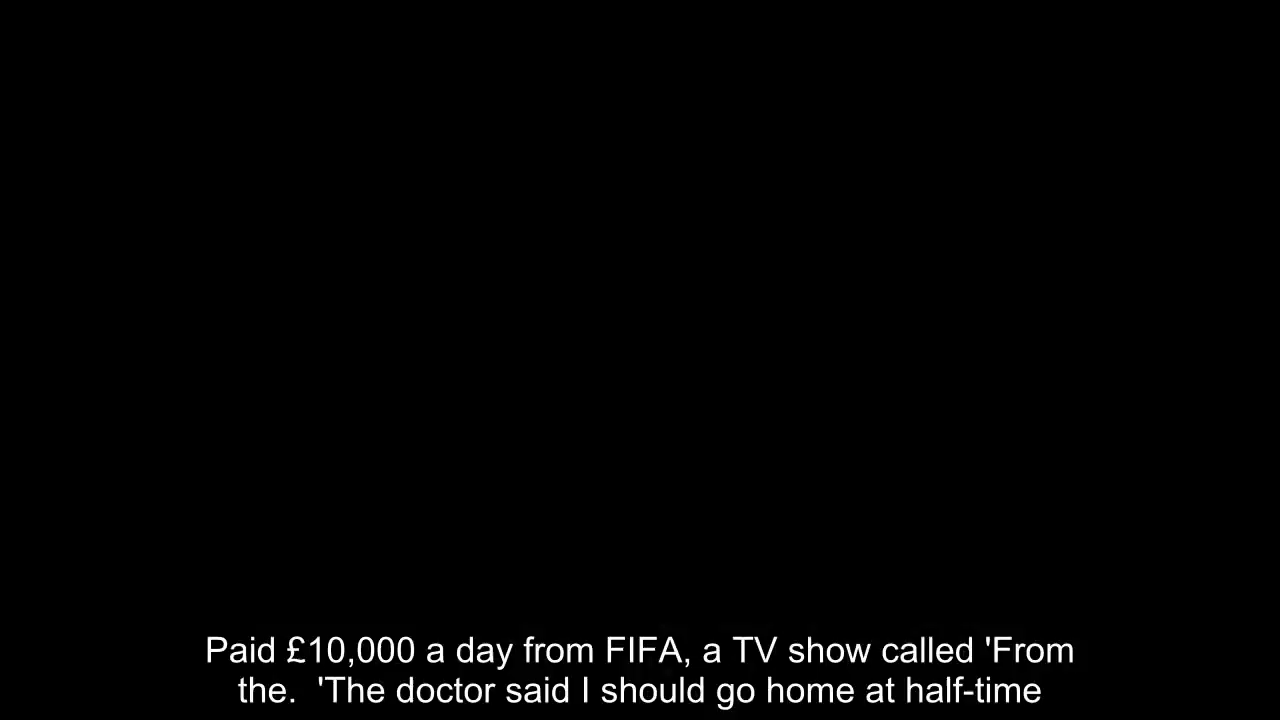 Paid £10,000 a day from FIFA, a TV show called 'From
the.  'The doctor said I should go home at half-time